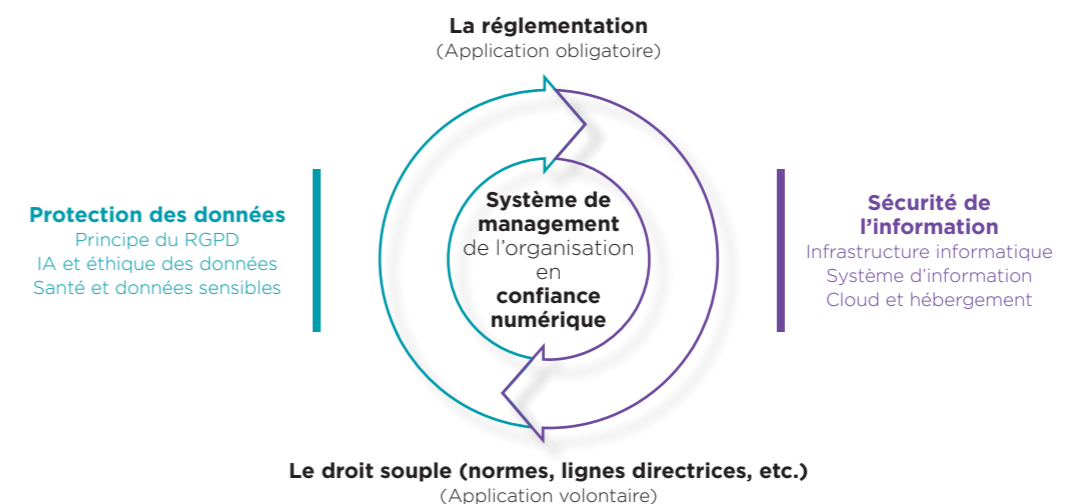 La réglementation
(Application obligatoire)
Protection des données
Principe du RGPD
IA et éthique des données
Santé et données sensibles
Système de
management
de l'organisation
en
confiance
numérique
Sécurité de
l'information
Infrastructure informatique
Système d'information
Cloud et hébergement
Le droit souple (normes, lignes directrices, etc.)
(Application volontaire)